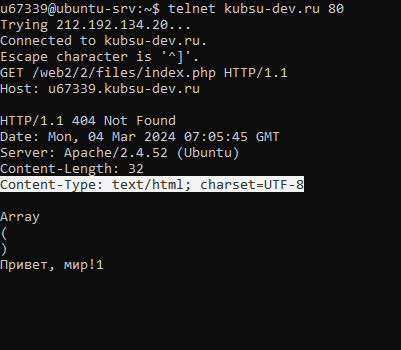 u67339@ubuntu-srv:~$ telnet kubsu-dev.ru 80
Trying 212.192.134.20...
Connected to kubsu-dev.ru.
Escape character is '^]'.
GET /web2/2/files/index.php HTTP/1.1
Host: u67339.kubsu-dev.ru
HTTP/1.1 404 Not Found
Date: Mon, 04 Mar 2024 07:05:45 GMT
Server: Apache/2.4.52 (Ubuntu)
Content-Length: 32
Content-Type: text/html; charset=UTF-8
Array
(
)
Привет, мир!1